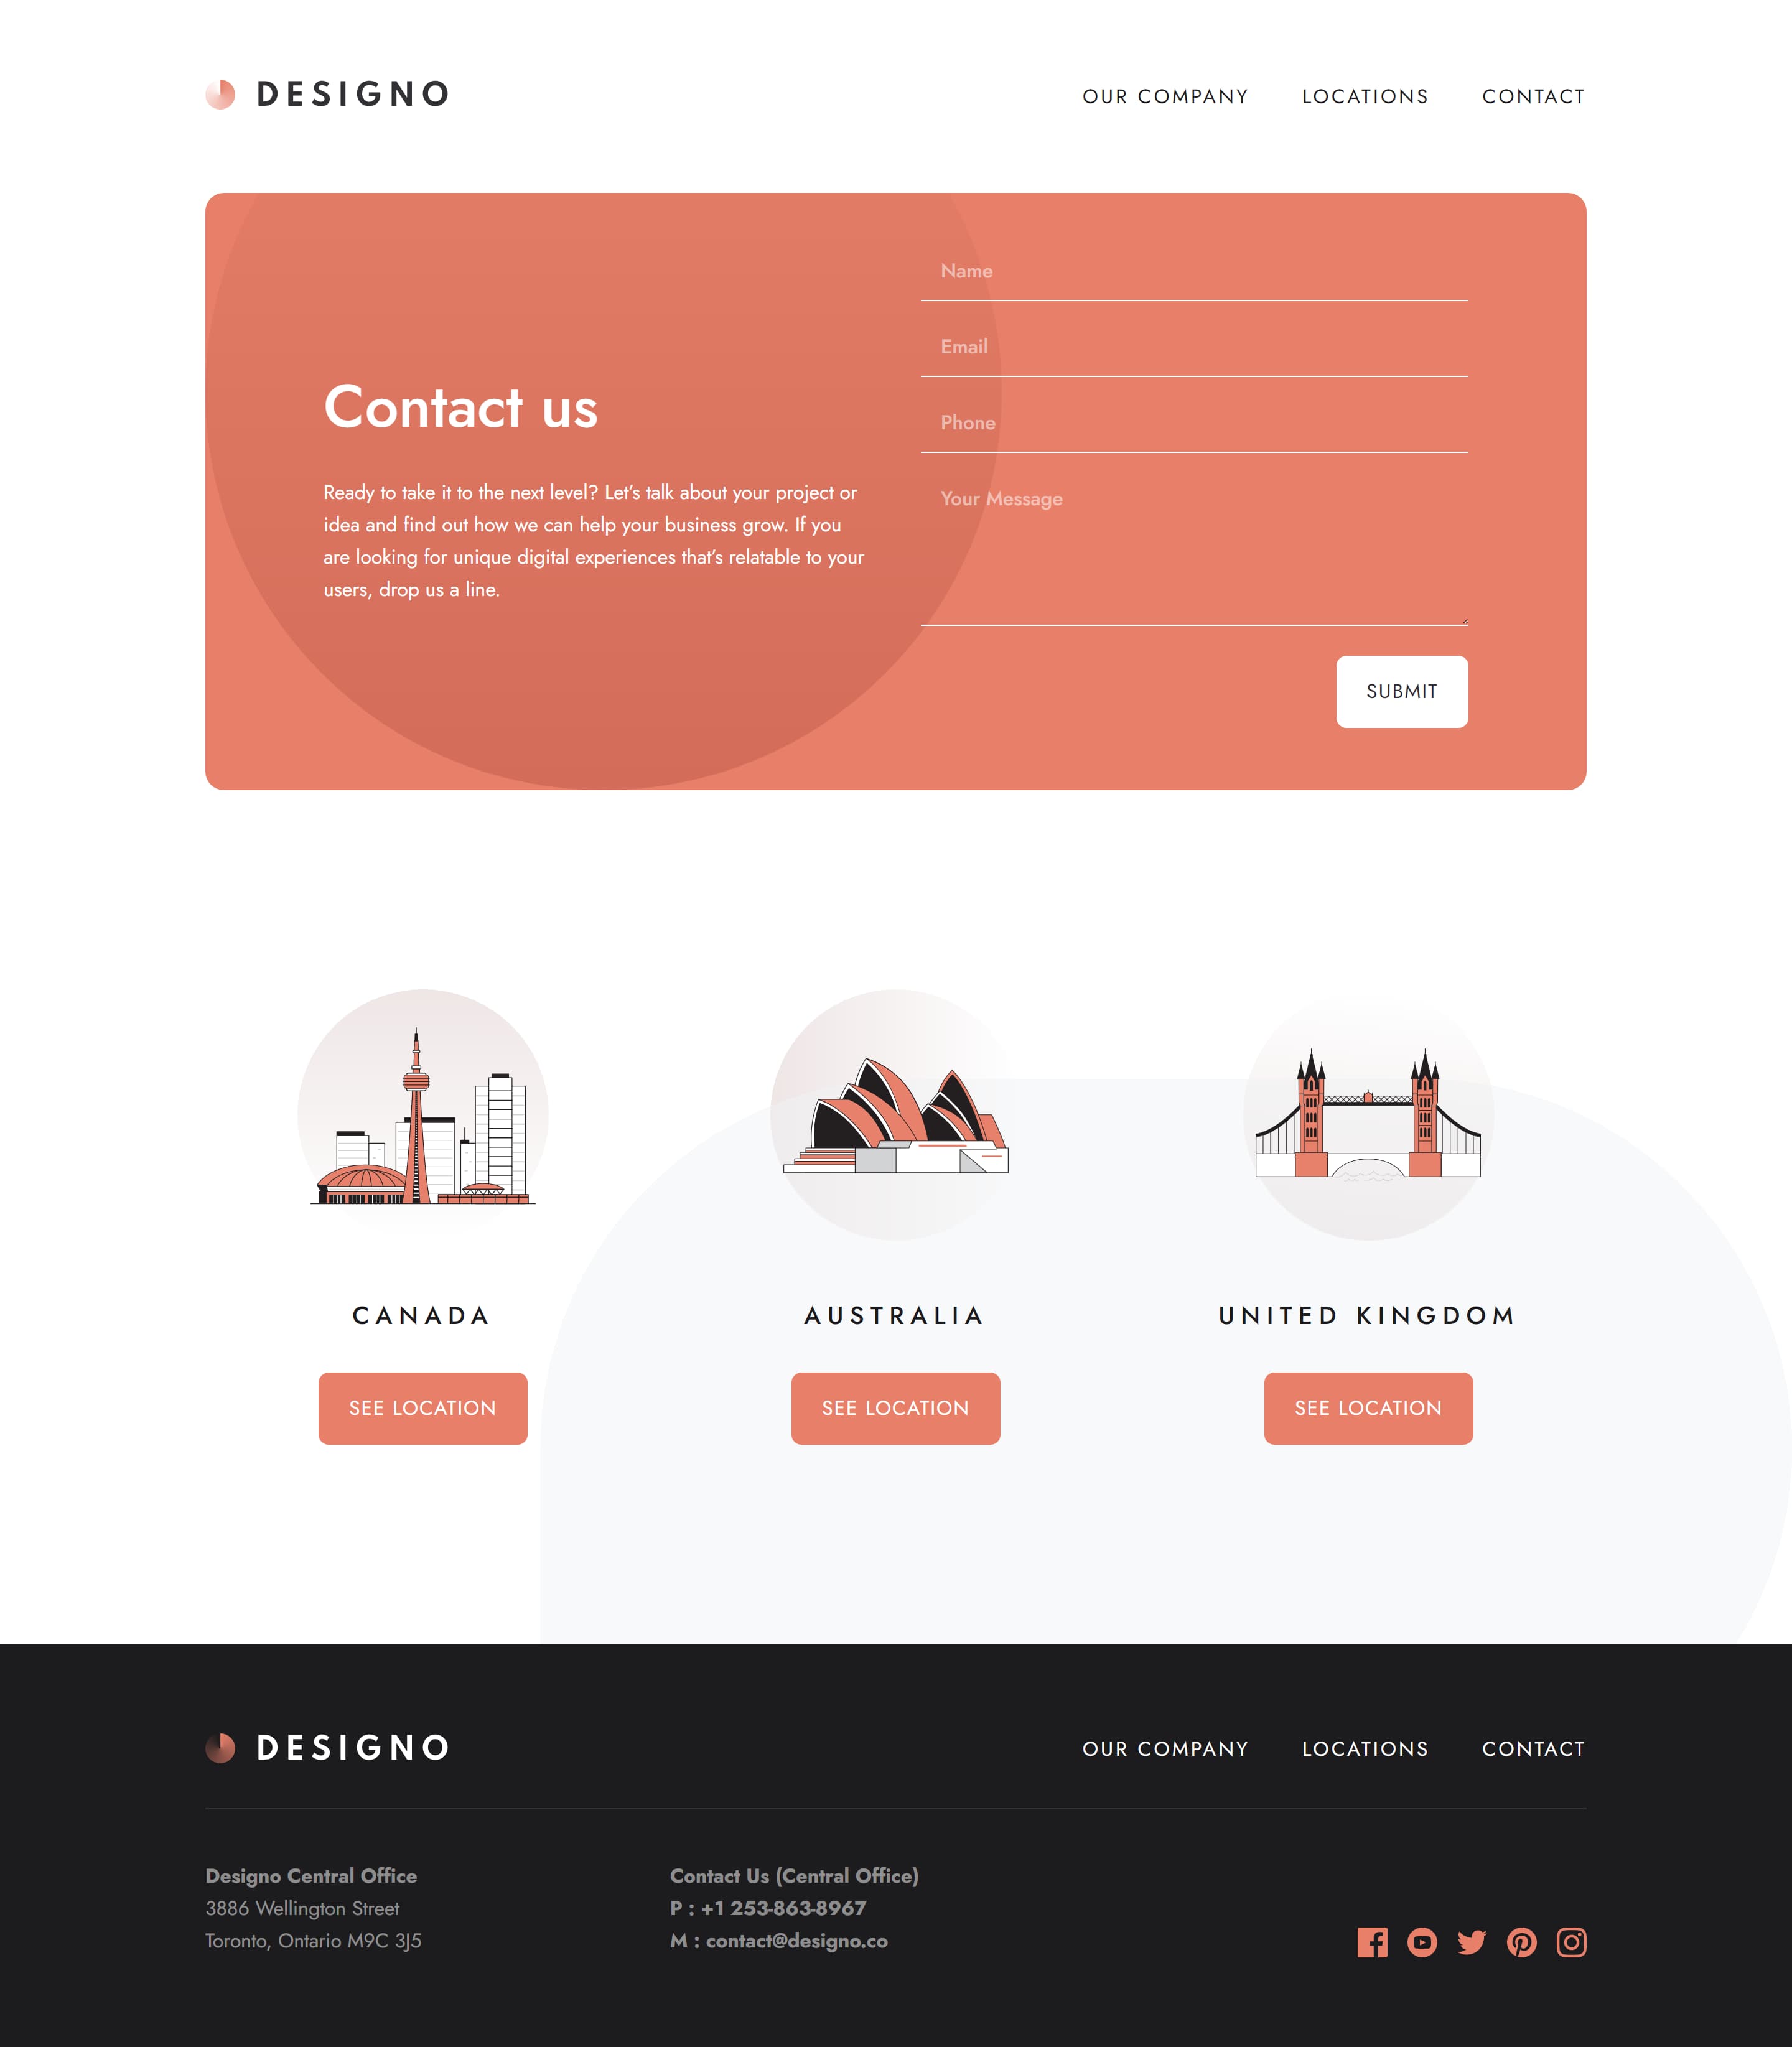 DESIGNO
OUR COMPANY
LOCATIONS
CONTACT
Contact us
Ready to take it to the next level? Let’s talk about your project or
idea and find out how we can help your business grow. If you
are looking for unique digital experiences that’s relatable to your
users, drop us a line.
Name
Email
Phone
Your Message
SUBMIT
CANADA
SEE LOCATION
AUSTRALIA
SEE LOCATION
UNITED KINGDOM
SEE LOCATION
DESIGNO
OUR COMPANY
LOCATIONS
CONTACT
Designo Central Office
3886 Wellington Street
Toronto, Ontario M9C 3J5
Contact Us (Central Office)
P : +1 253-863-8967
M : contact@designo.co